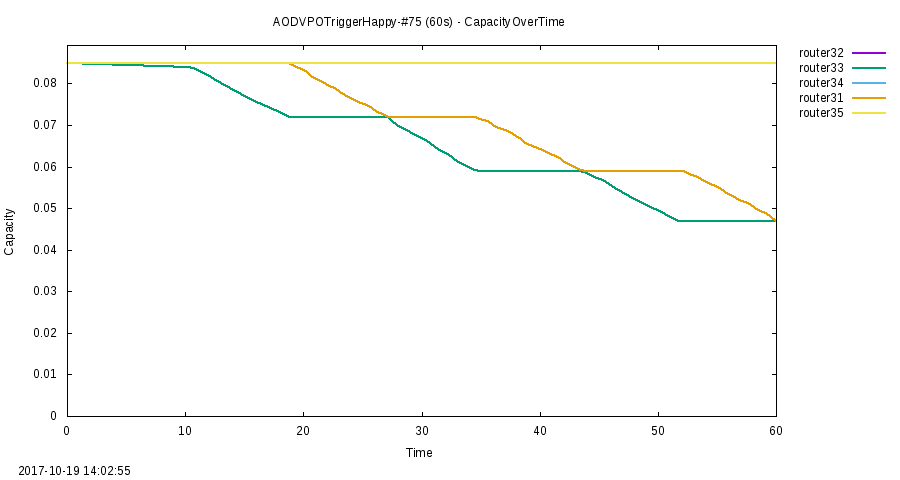 AODVPOTriggerHappy-#75 (60s) - CapacityOverTime
router32
router33
router34
router31
router35
0.08
0.07
0.06
0.05
0.04
0.03
0.02
0.01
0
Capacity
0 10 20 30 40 50 60
Time
2017-10-19 14:02:55